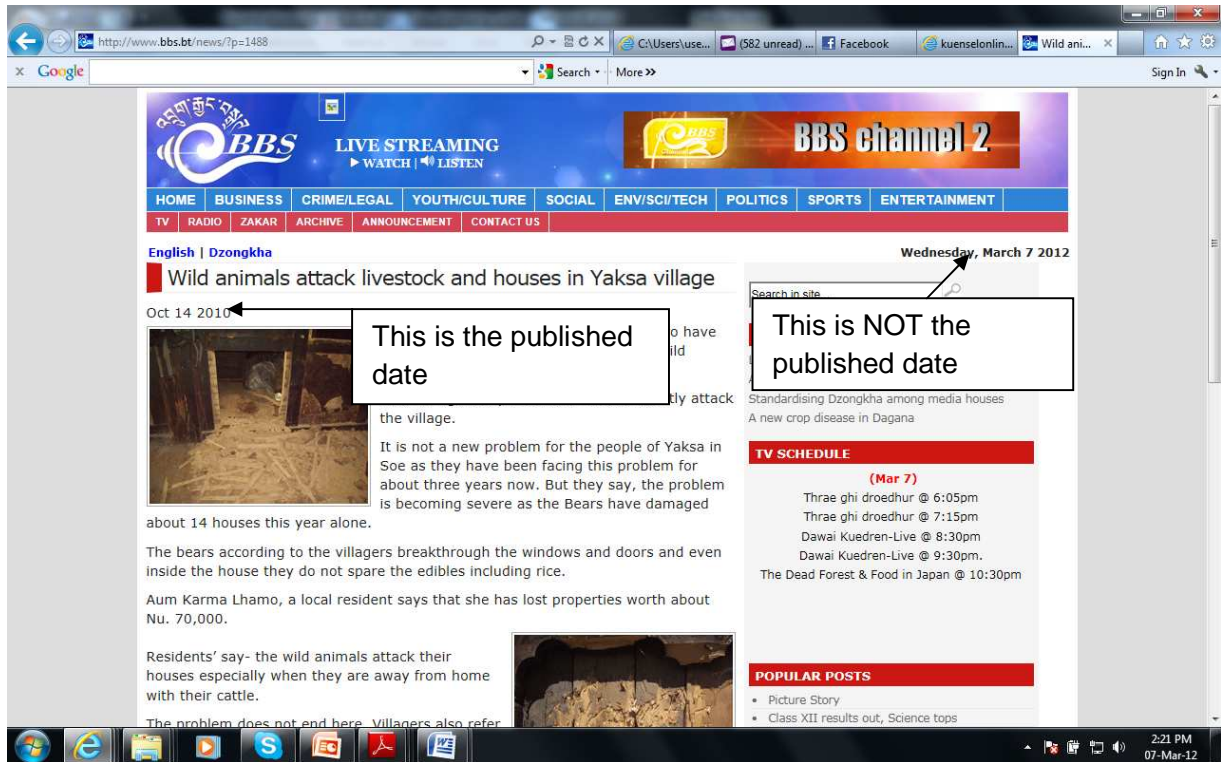 http://www.bbs.bt/news/?p=1488
C:\Users\use...
(582 unread) ...
Facebook
kuenselonlin...
Wild ani...
x Google
Search
More »
Sign In
BBS
LIVE STREAMING
WATCH | LISTEN
BBS
BBS channel 2
HOME BUSINESS CRIME/LEGAL YOUTH/CULTURE SOCIAL ENV/SCI/TECH POLITICS SPORTS ENTERTAINMENT
TV RADIO ZAKAR ARCHIVE ANNOUNCEMENT CONTACT US
English | Dzongkha
Wednesday, March 7 2012
Wild animals attack livestock and houses in Yaksa village
Oct 14 2010
This is the published
date
o have
ild
tly attack
the village.
It is not a new problem for the people of Yaksa in
Soe as they have been facing this problem for
about three years now. But they say, the problem
is becoming severe as the Bears have damaged
about 14 houses this year alone.
The bears according to the villagers breakthrough the windows and doors and even
inside the house they do not spare the edibles including rice.
Aum Karma Lhamo, a local resident says that she has lost properties worth about
Nu. 70,000.
Residents' say- the wild animals attack their
houses especially when they are away from home
with their cattle.
The problem does not end here. Villagers also refer
Search in site...
This is NOT the
published date
Standardising Dzongkha among media houses
A new crop disease in Dagana
TV SCHEDULE
(Mar 7)
Thrae ghi droedhur @ 6:05pm
Thrae ghi droedhur @ 7:15pm
Dawai Kuedren-Live @ 8:30pm
Dawai Kuedren-Live @ 9:30pm.
The Dead Forest & Food in Japan @ 10:30pm
POPULAR POSTS
Picture Story
Class XII results out, Science tops
2:21 PM
07-Mar-12